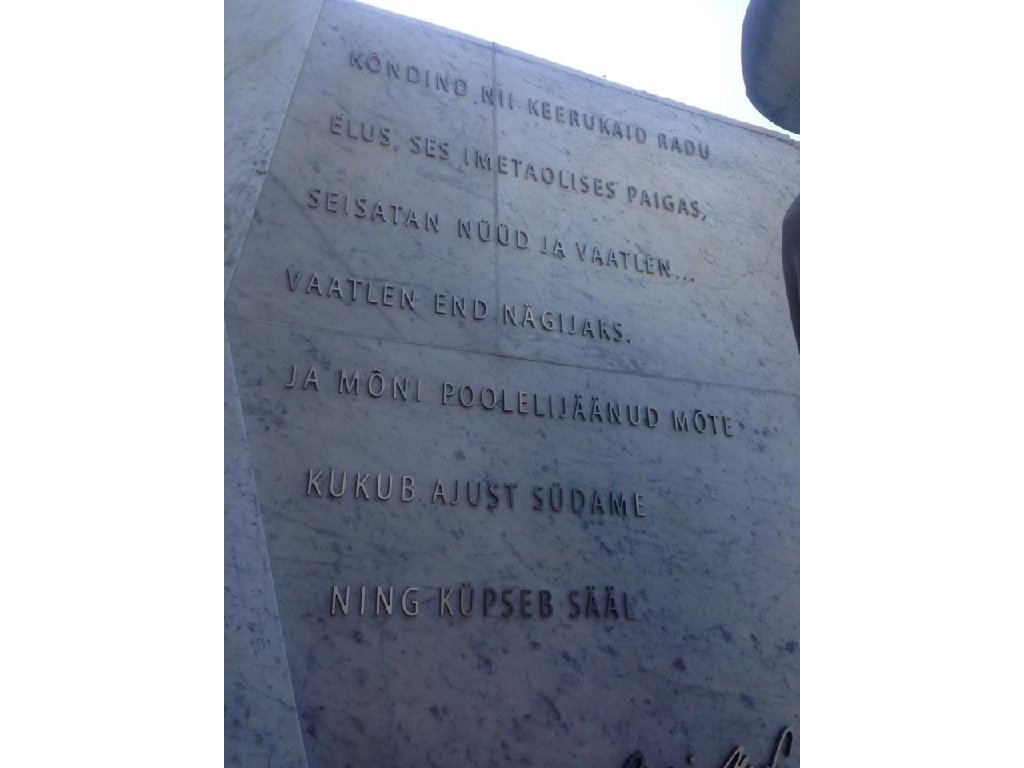 KÕNDIND NII KEERUKAID RADU
ELUS, SES IMETAOLISES PAIGAS,
SEISATAN NÜÜD JA VAATLEN...
VAATLEN END NÄGIJAKS.
JA MÕNI POOLELIJÄÄNUD MÕTE
KUKUB AJUST SÜDAME
NING KÜPSEB SÄÄL